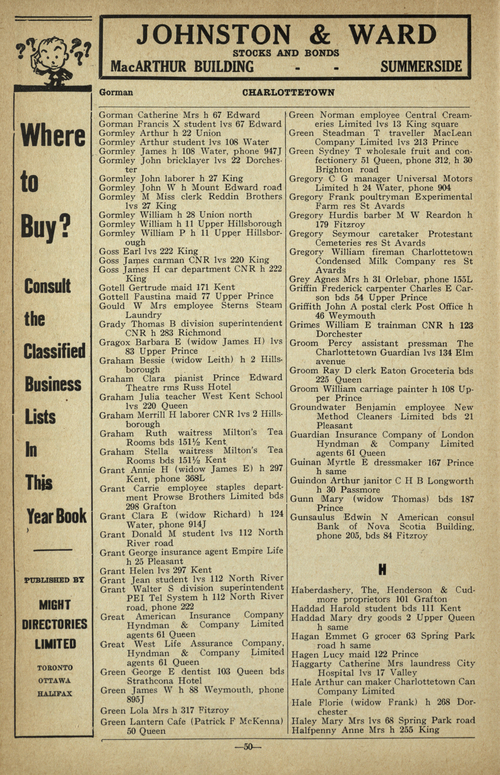 JOHNSTON & WARD
STOCKS AND BONDS
MacARTHUR BUILDING - - SUMMERSIDE
Gorman CHARLOTTETOWN
Where
to
Buy?
Consult
the
Classified
Business
Lists
In
This
Year Book
PUBLISHED BY
MIGHT
DIRECTORIES
LIMITED
TORONTO
OTTAWA
HALIFAX
Gorman Catherine Mrs h 67 Edward
Gorman Francis X student lvs 67 Edward
Gormley Arthur h 22 Union
Gormley Arthur student lvs 108 Water
Gormley James h 108 Water, phone 947J
Gormley John bricklayer lvs 22 Dorches-
ter
Gormley John laborer h 27 King
Gormley John W h Mount Edward road
Gormley M Miss clerk Reddin Brothers
lvs 27 King
Gormley William h 28 Union north
Gormley William h 11 Upper Hillsborough
Gormley William P h 11 Upper Hillsbor-
ough
Goss Earl lvs 222 King
Goss James carman CNR lvs 220 King
Goss James H car department CNR h 222
King
Gotell Gertrude maid 171 Kent
Gottell Faustina maid 77 Upper Prince
Gould W Mrs employee Sterns Steam
Laundry
Grady Thomas B division superintendent
CNR h 283 Richmond
Gragox Barbara E (widow James H) lvs
83 Upper Prince
Graham Bessie (widow Leith) h 2 Hills-
borough
Graham Clara pianist Prince Edward
Theatre rms Russ Hotel
Graham Julia teacher West Kent School
lvs 220 Queen
Graham Merrill H laborer CNR lvs 2 Hills-
borough
Graham Ruth waitress Milton's Tea
Rooms bds 151½ Kent
Graham Stella waitress Milton's Tea
Rooms bds 151½ Kent
Grant Annie H (widow James E) h 297
Kent, phone 368L
Grant Carrie employee staples depart-
ment Prowse Brothers Limited bds
298 Grafton
Grant Clara E (widow Richard) h 124
Water, phone 914J
Grant Donald M student lvs 112 North
River road
Grant George insurance agent Empire Life
h 25 Pleasant
Grant Helen lvs 297 Kent
Grant Jean student lvs 112 North River
Grant Walter S division superintendent
PEI Tel System h 112 North River
road, phone 222
Great American Insurance Company
Hyndman & Company Limited
agents 61 Queen
Great West Life Assurance Company,
Hyndman & Company Limited
agents 61 Queen
Green George E dentist 103 Queen bds
Strathcona Hotel
Green James W h 88 Weymouth, phone
895J
Green Lola Mrs h 317 Fitzroy
Green Lantern Cafe (Patrick F McKenna)
50 Queen
Green Norman employee Central Cream-
eries Limited lvs 13 King square
Green Steadman T traveller MacLean
Company Limited lvs 213 Prince
Green Sydney T wholesale fruit and con-
fectionery 51 Queen, phone 312, h 30
Brighton road
Gregory C G manager Universal Motors
Limited h 24 Water, phone 904
Gregory Frank poultryman Experimental
Farm res St Avards
Gregory Hurdis barber M W Reardon h
179 Fitzroy
Gregory Seymour caretaker Protestant
Cemeteries res St Avards
Gregory William fireman Charlottetown
Condensed Milk Company res St
Avards
Grey Agnes Mrs h 31 Orlebar, phone 155L
Griffin Frederick carpenter Charles E Car-
son bds 54 Upper Prince
Griffith John A postal clerk Post Office h
46 Weymouth
Grimes William E trainman CNR h 123
Dorchester
Groom Percy assistant pressman The
Charlottetown Guardian lvs 134 Elm
avenue
Groom Ray D clerk Eaton Groceteria bds
225 Queen
Groom William carriage painter h 108 Up-
per Prince
Groundwater Benjamin employee New
Method Cleaners Limited bds 21
Pleasant
Guardian Insurance Company of London
Hyndman & Company Limited
agents 61 Queen
Guinan Myrtle E dressmaker 167 Prince
h same
Guindon Arthur janitor C H B Longworth
h 30 Passmore
Gunn Mary (widow Thomas) bds 187
Prince
Gunsaulus Edwin N American consul
Bank of Nova Scotia Building,
phone 205, bds 84 Fitzroy
H
Haberdashery, The, Henderson & Cud-
more proprietors 101 Grafton
Haddad Harold student bds 111 Kent
Haddad Mary dry goods 2 Upper Queen
h same
Hagan Emmet G grocer 63 Spring Park
road h same
Hagen Lucy maid 122 Prince
Haggarty Catherine Mrs laundress City
Hospital lvs 17 Valley
Hale Arthur can maker Charlottetown Can
Company Limited
Hale Florie (widow Frank) h 268 Dor-
chester
Haley Mary Mrs lvs 68 Spring Park road
Halfpenny Anne Mrs h 255 King
—50—